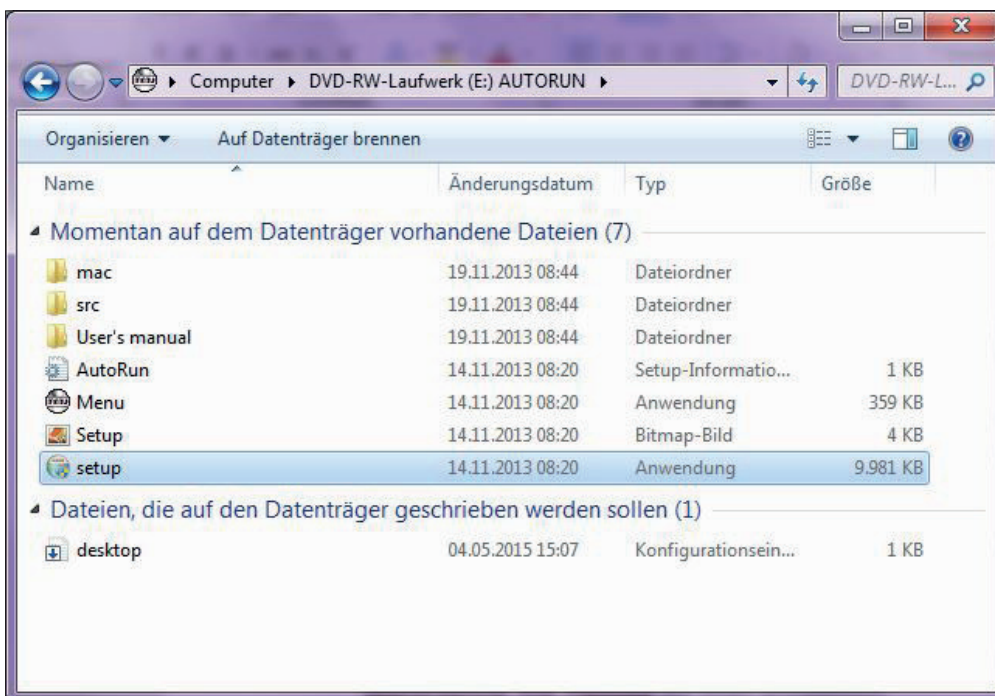 Computer DVD-RW-Laufwerk (E:) AUTORUN DVD-RW-L...
Organisieren Auf Datenträger brennen
Name Änderungsdatum Typ Größe
Momentan auf dem Datenträger vorhandene Dateien (7)
mac 19.11.2013 08:44 Dateiordner
src 19.11.2013 08:44 Dateiordner
User's manual 19.11.2013 08:44 Dateiordner
AutoRun 14.11.2013 08:20 Setup-Informatio... 1 KB
Menu 14.11.2013 08:20 Anwendung 359 KB
Setup 14.11.2013 08:20 Bitmap-Bild 4 KB
setup 14.11.2013 08:20 Anwendung 9.981 KB
Dateien, die auf den Datenträger geschrieben werden sollen (1)
desktop 04.05.2015 15:07 Konfigurationsein... 1 KB